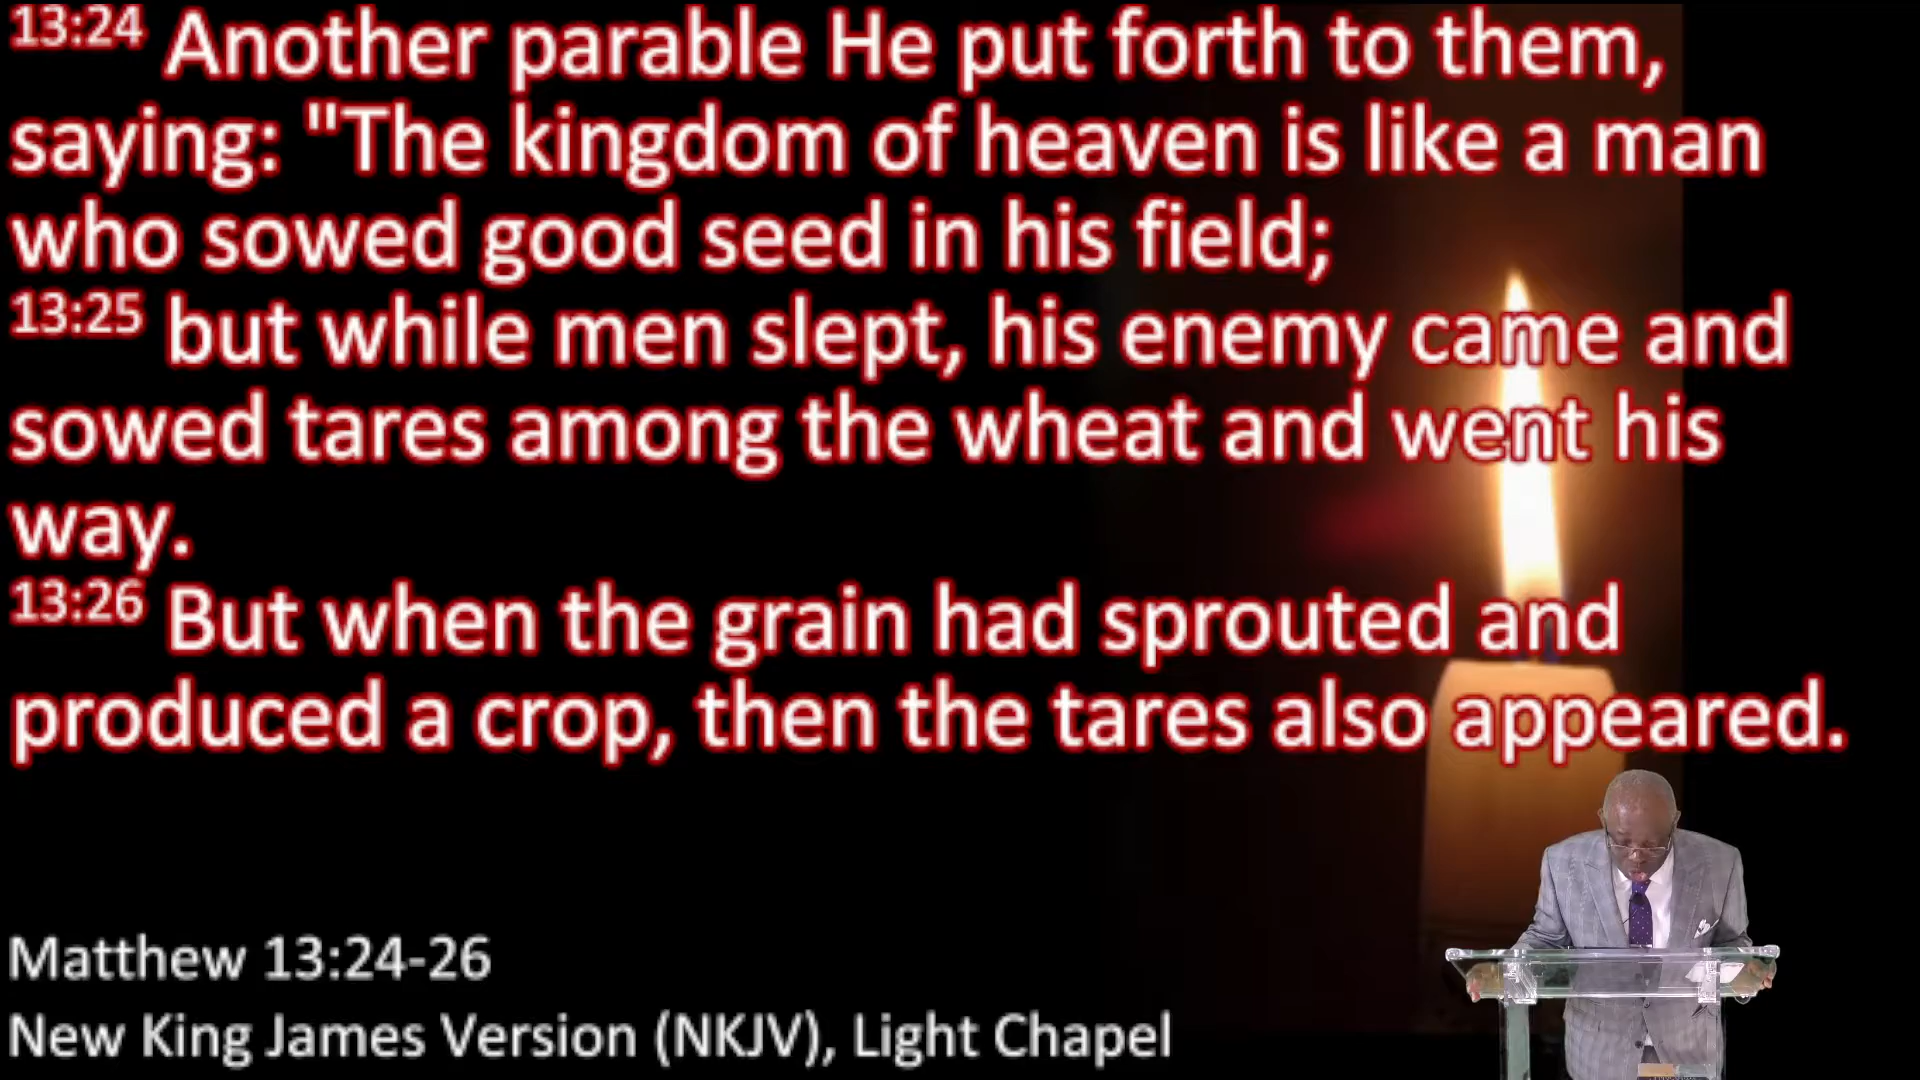 13:24 Another parable He put forth to them,
saying: "The kingdom of heaven is like a man
who sowed good seed in his field;
13:25 but while men slept, his enemy came and
sowed tares among the wheat and went his
way.
13:26 But when the grain had sprouted and
produced a crop, then the tares also appeared.
Matthew 13:24-26
New King James Version (NKJV), Light Chapel